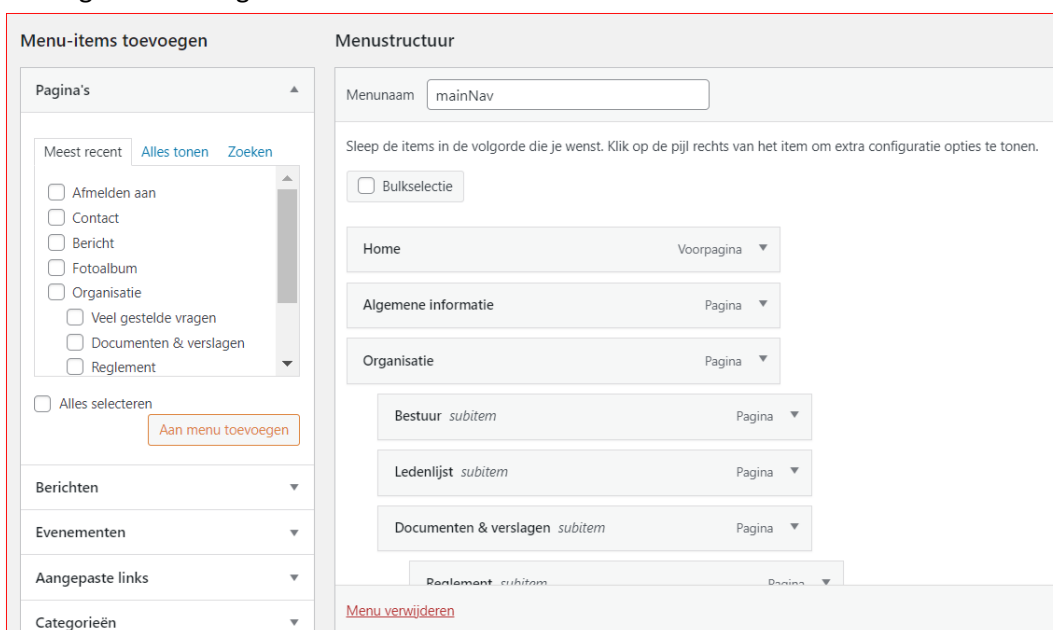 Menu-items toevoegen
Pagina's
Meest recent Alles tonen Zoeken
Afmelden aan
Contact
Bericht
Fotoalbum
Organisatie
Veel gestelde vragen
Documenten & verslagen
Reglement
Alles selecteren
Aan menu toevoegen
Berichten
Evenementen
Aangepaste links
Categorieën
Menustructuur
Menunaam mainNav
Sleep de items in de volgorde die je wenst. Klik op de pijl rechts van het item om extra configuratie opties te tonen.
Bulkselectie
Home Voorpagina
Algemene informatie Pagina
Organisatie Pagina
Bestuur subitem Pagina
Ledenlijst subitem Pagina
Documenten & verslagen subitem Pagina
Reglement subitem Pagina
Menu verwijderen